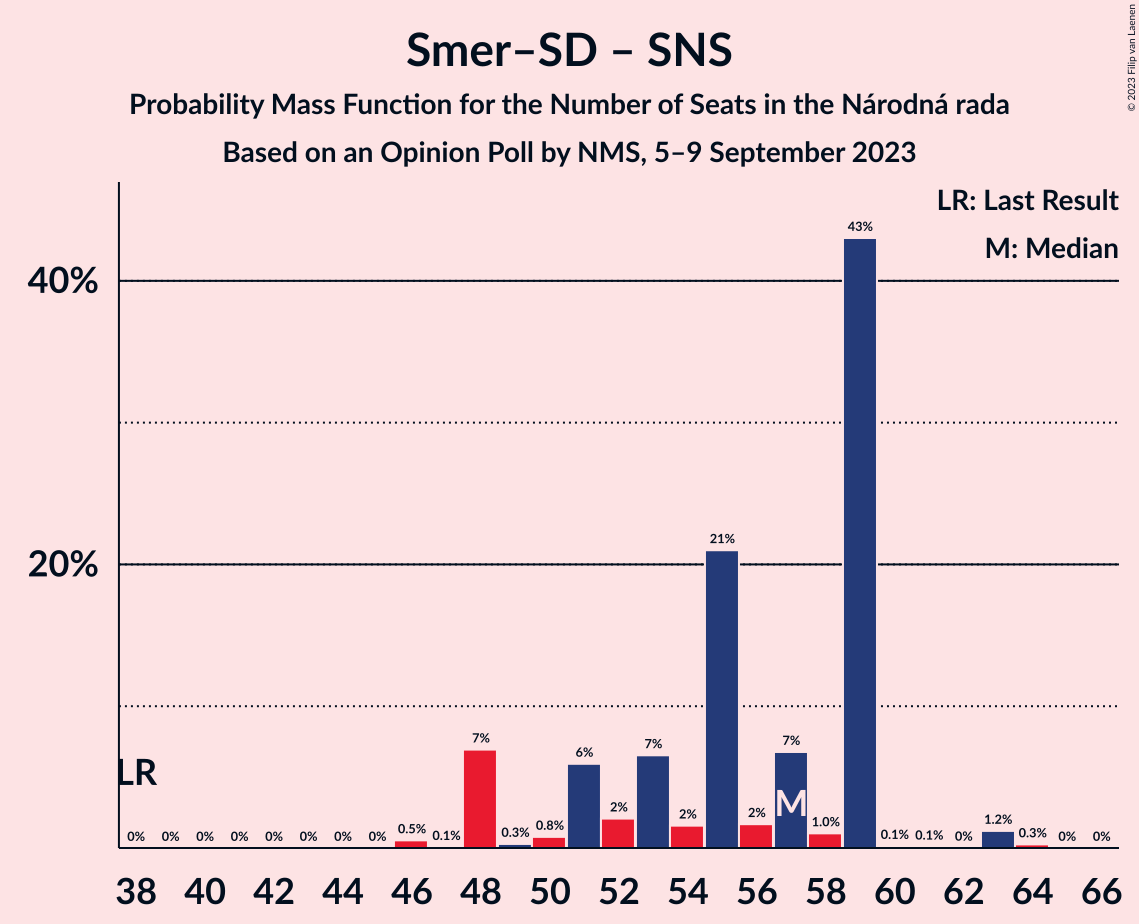 Smer–SD – SNS
Probability Mass Function for the Number of Seats in the Národná rada
Based on an Opinion Poll by NMS, 5–9 September 2023
© 2023 Filip van Laenen
LR: Last Result
M: Median
43%
40%
21%
20%
7% 6% 7% 7%
LR
M
0% 0% 0% 0% 0% 0% 0% 0% 0.5% 0.1% 0.3% 0.8% 2% 2% 2% 1.0% 0.1% 0.1% 0% 1.2% 0.3% 0% 0%
38 40 42 44 46 48 50 52 54 56 58 60 62 64 66